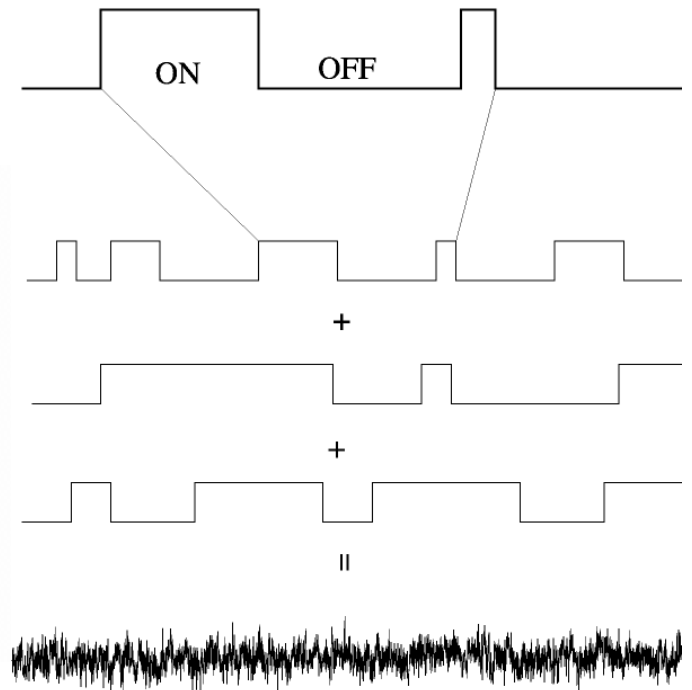 ON OFF
+
+
=